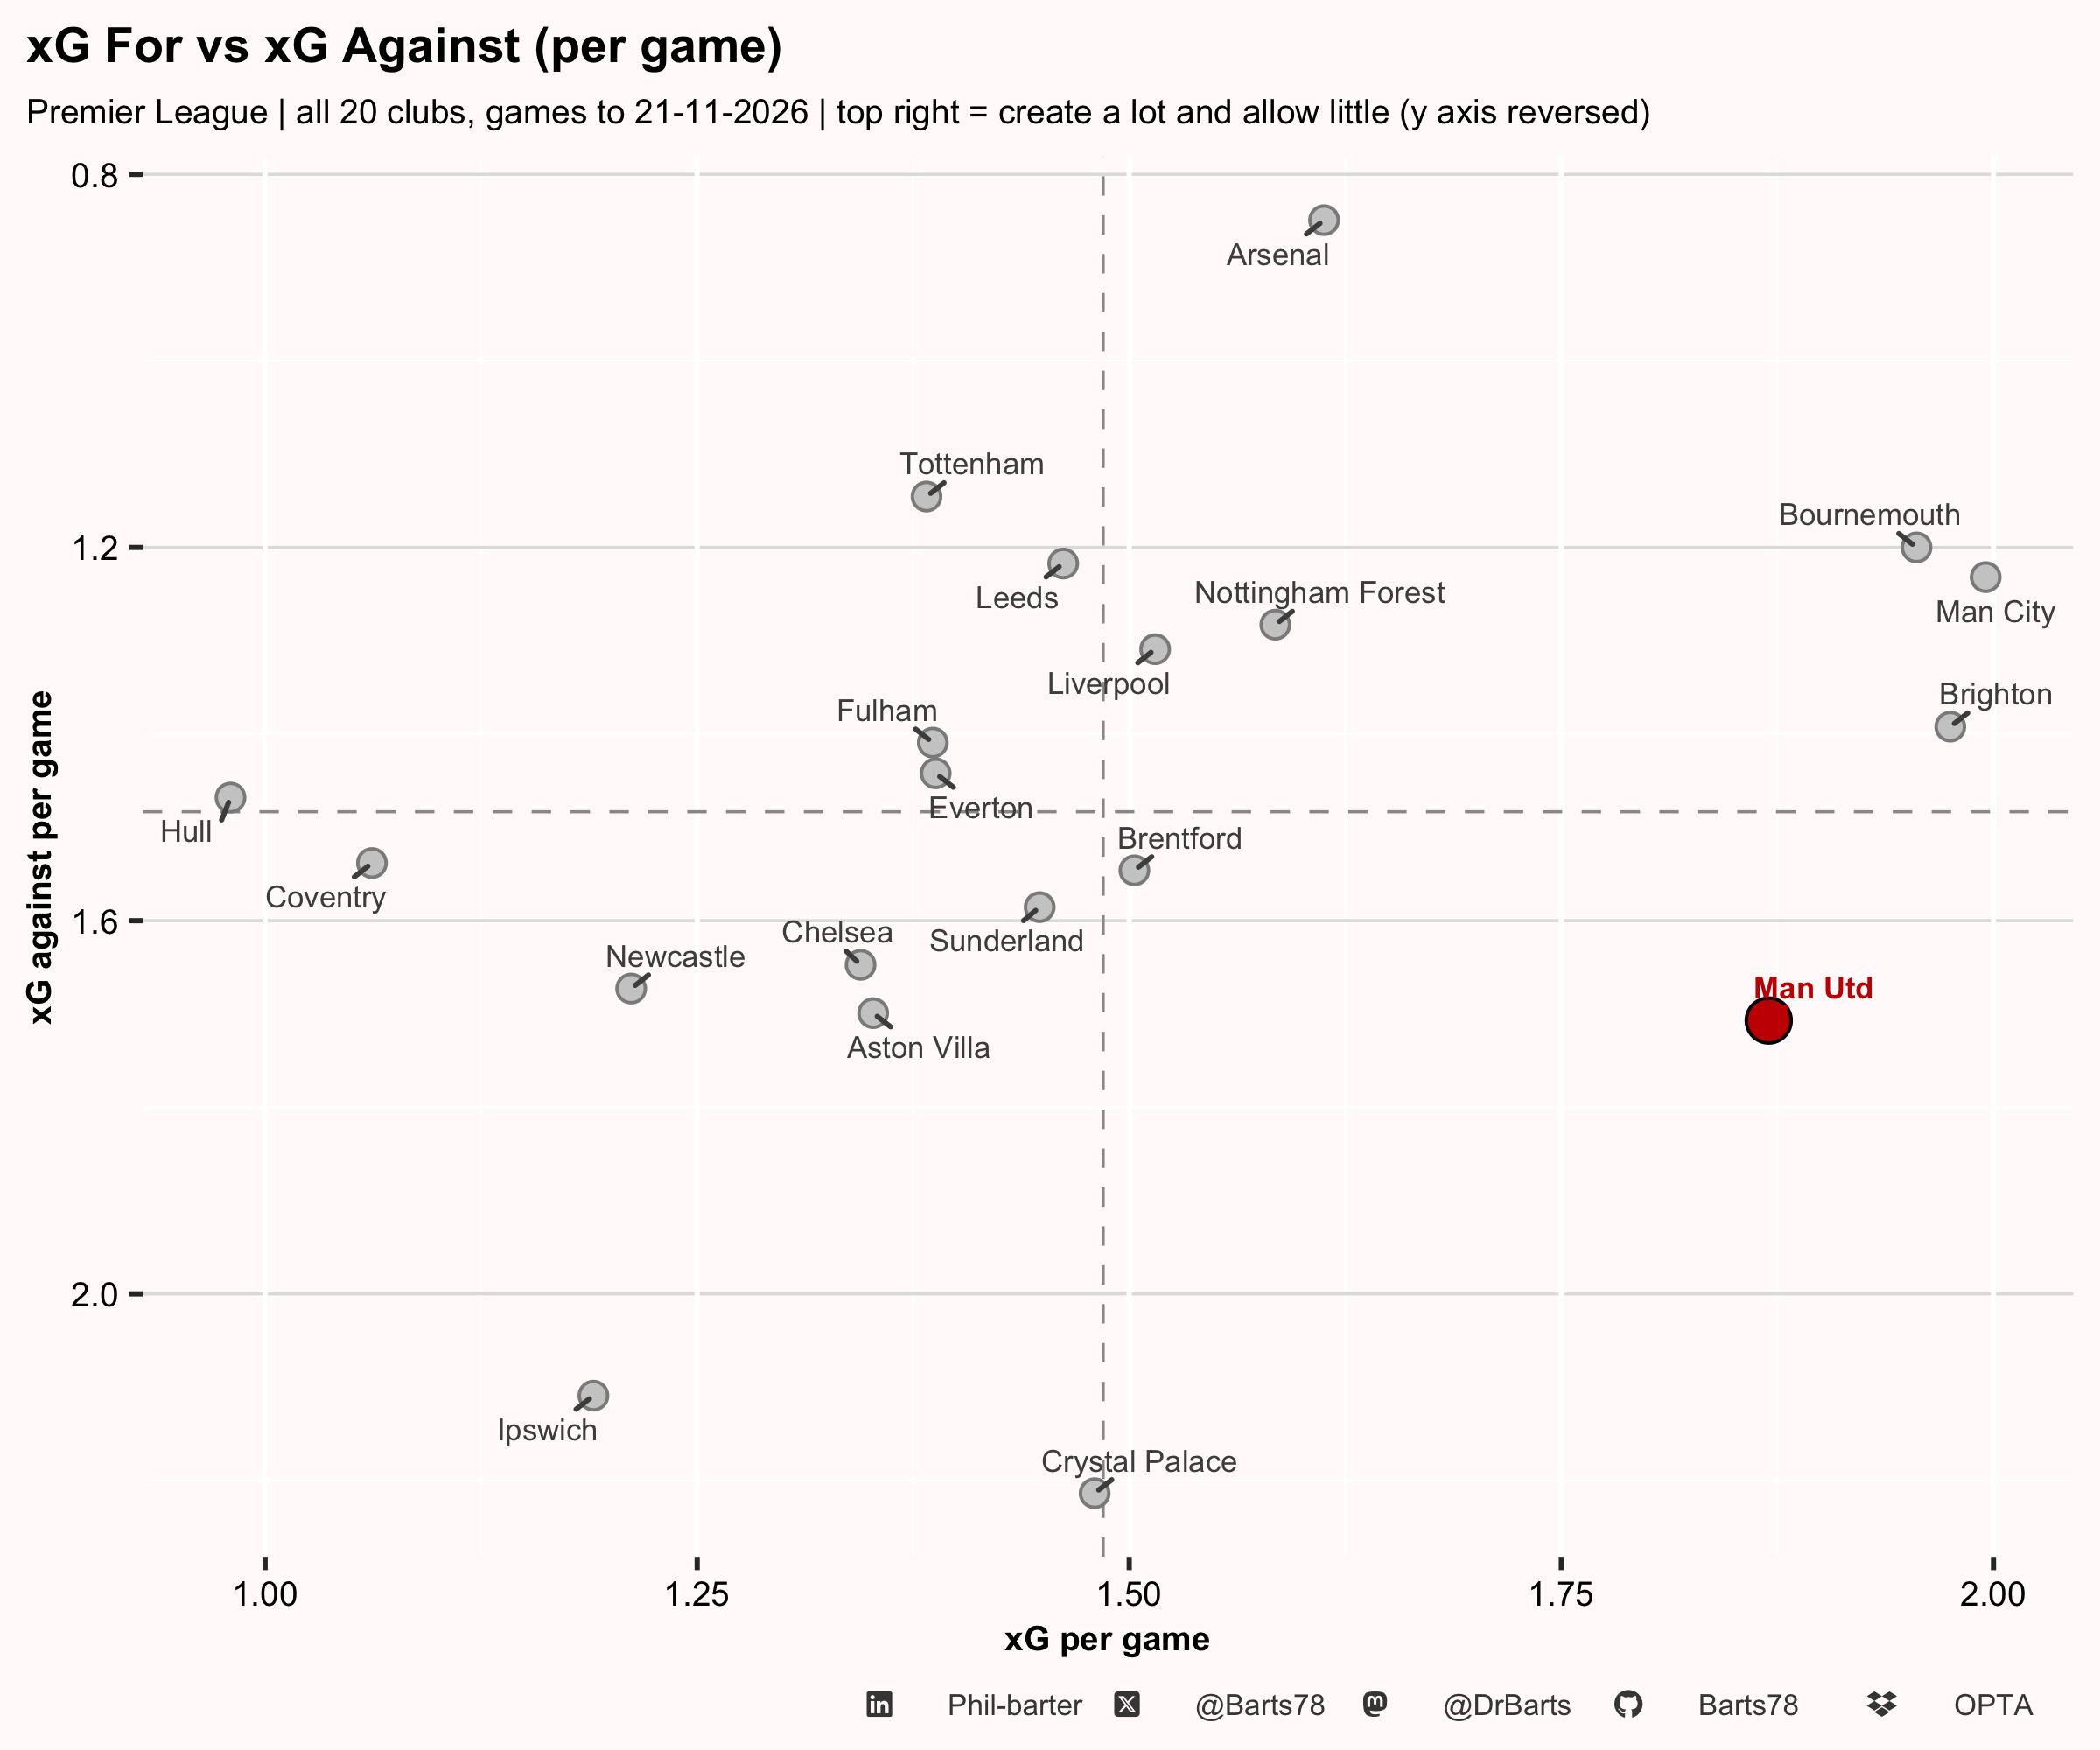 xG For vs xG Against (per game)
Premier League | all 20 clubs, games to 21-11-2026 | top right = create a lot and allow little (y axis reversed)
0.8
Arsenal
Tottenham
Bournemouth
1.2
Leeds
Nottingham Forest
Man City
Liverpool
Brighton
Fulham
Everton
Hull
Brentford
Coventry
1.6
Chelsea
Sunderland
Newcastle
Man Utd
Aston Villa
xG against per game
2.0
Ipswich
Crystal Palace
1.00 1.25 1.50 1.75 2.00
xG per game
Phil-barter @Barts78 @DrBarts Barts78 OPTA